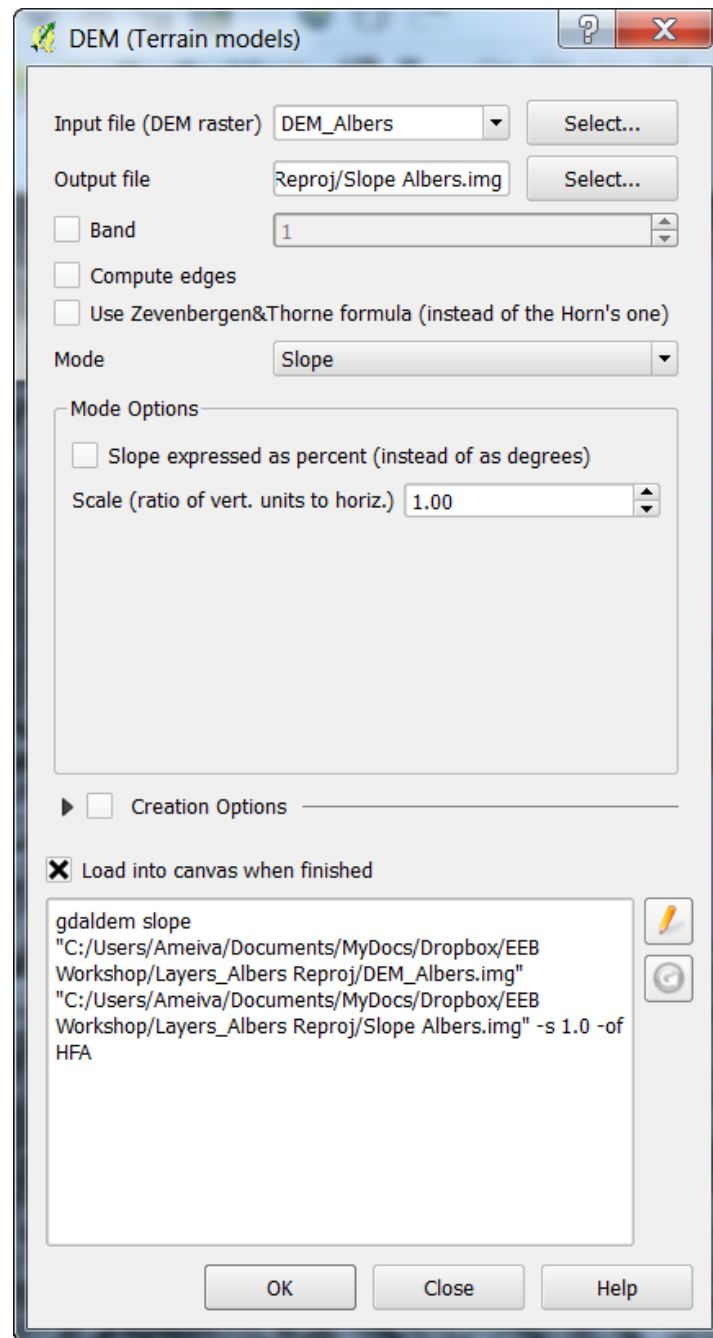 DEM (Terrain models)
Input file (DEM raster) DEM_Albers Select...
Output file Reproj/Slope Albers.img Select...
Band 1
Compute edges
Use Zevenbergen&Thorne formula (instead of the Horn's one)
Mode Slope
Mode Options
Slope expressed as percent (instead of as degrees)
Scale (ratio of vert. units to horiz.) 1.00
Creation Options
Load into canvas when finished
gdaldem slope
"C:/Users/Ameiva/Documents/MyDocs/Dropbox/EEB
Workshop/Layers_Albers Reproj/DEM_Albers.img"
"C:/Users/Ameiva/Documents/MyDocs/Dropbox/EEB
Workshop/Layers_Albers Reproj/Slope Albers.img" -s 1.0 -of
HFA
OK Close Help